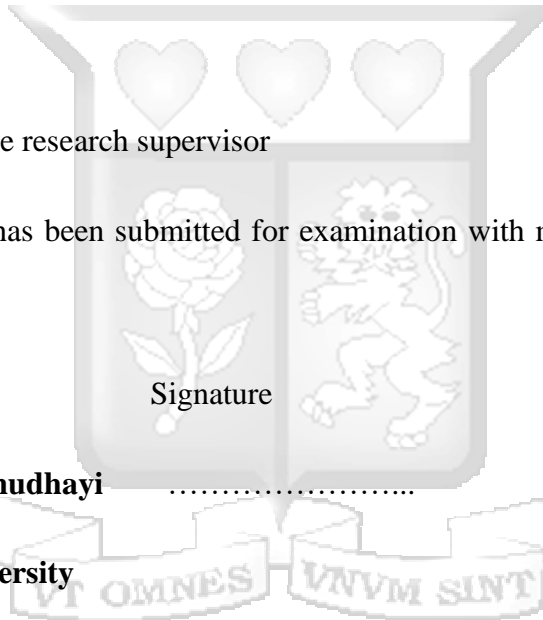 e research supervisor
has been submitted for examination with
Signature
nudhayi ……………………...
ersity
VT OMNES VNVM SINT